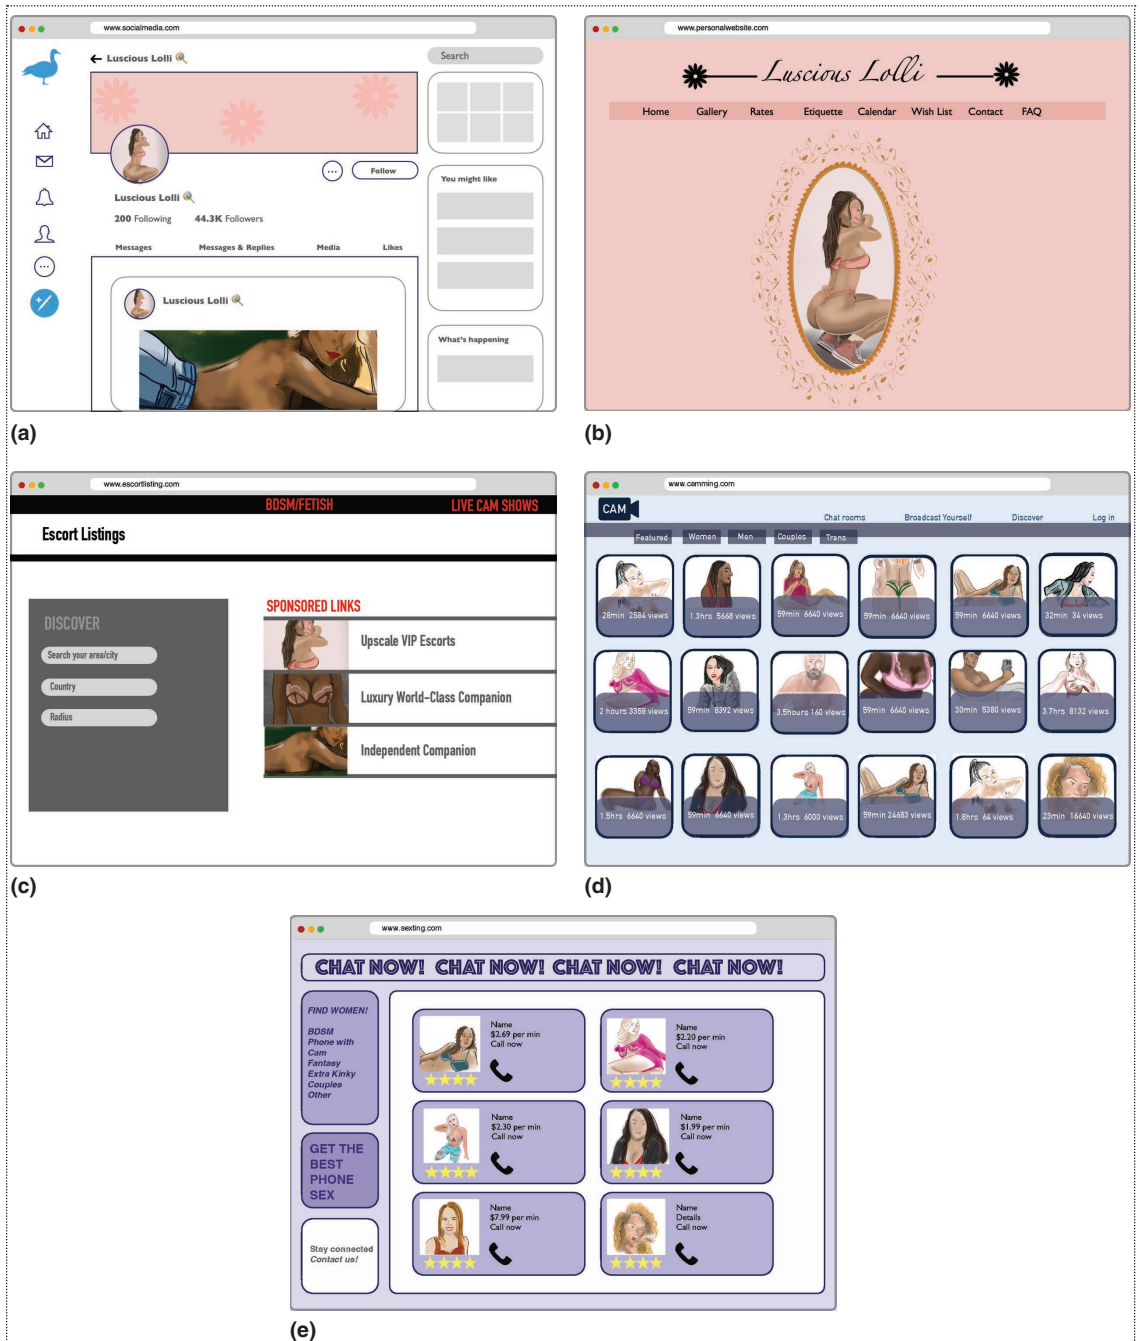 www.socialmedia.com
Luscious Lolli
Search
Follow
You might like
Luscious Lolli
200 Following 44.3K Followers
Messages Messages & Replies Media Likes
Luscious Lolli
What's happening
(a)
www.personalwebsite.com
Luscious Lolli
Home Gallery Rates Etiquette Calendar Wish List Contact FAQ
(b)
www.escortlisting.com
BDSM/FETISH LIVE CAM SHOWS
Escort Listings
DISCOVER
Search your area/city
Country
Radius
SPONSORED LINKS
Upscale VIP Escorts
Luxury World-Class Companion
Independent Companion
(c)
www.camming.com
CAM
Chat rooms Broadcast Yourself Discover Log in
Featured Women Men Couples Trans
28min 2584 views 1.3hrs 5668 views 59min 6640 views 59min 6640 views 59min 6640 views 32min 34 views
2 hours 3358 views 59min 8392 views 3.5hours 160 views 59min 6640 views 30min 5380 views 3.7hrs 8132 views
1.5hrs 6640 views 59min 6640 views 1.3hrs 6000 views 59min 24683 views 1.8hrs 64 views 23min 16640 views
(d)
www.sexting.com
CHAT NOW! CHAT NOW! CHAT NOW! CHAT NOW!
FIND WOMEN!
BDSM
Phone with
Cam
Fantasy
Extra Kinky
Couples
Other
GET THE
BEST
PHONE
SEX
Stay connected
Contact us!
Name
$2.69 per min
Call now
Name
$2.20 per min
Call now
Name
$2.30 per min
Call now
Name
$1.99 per min
Call now
Name
$7.99 per min
Call now
Name
Details
Call now
(e)